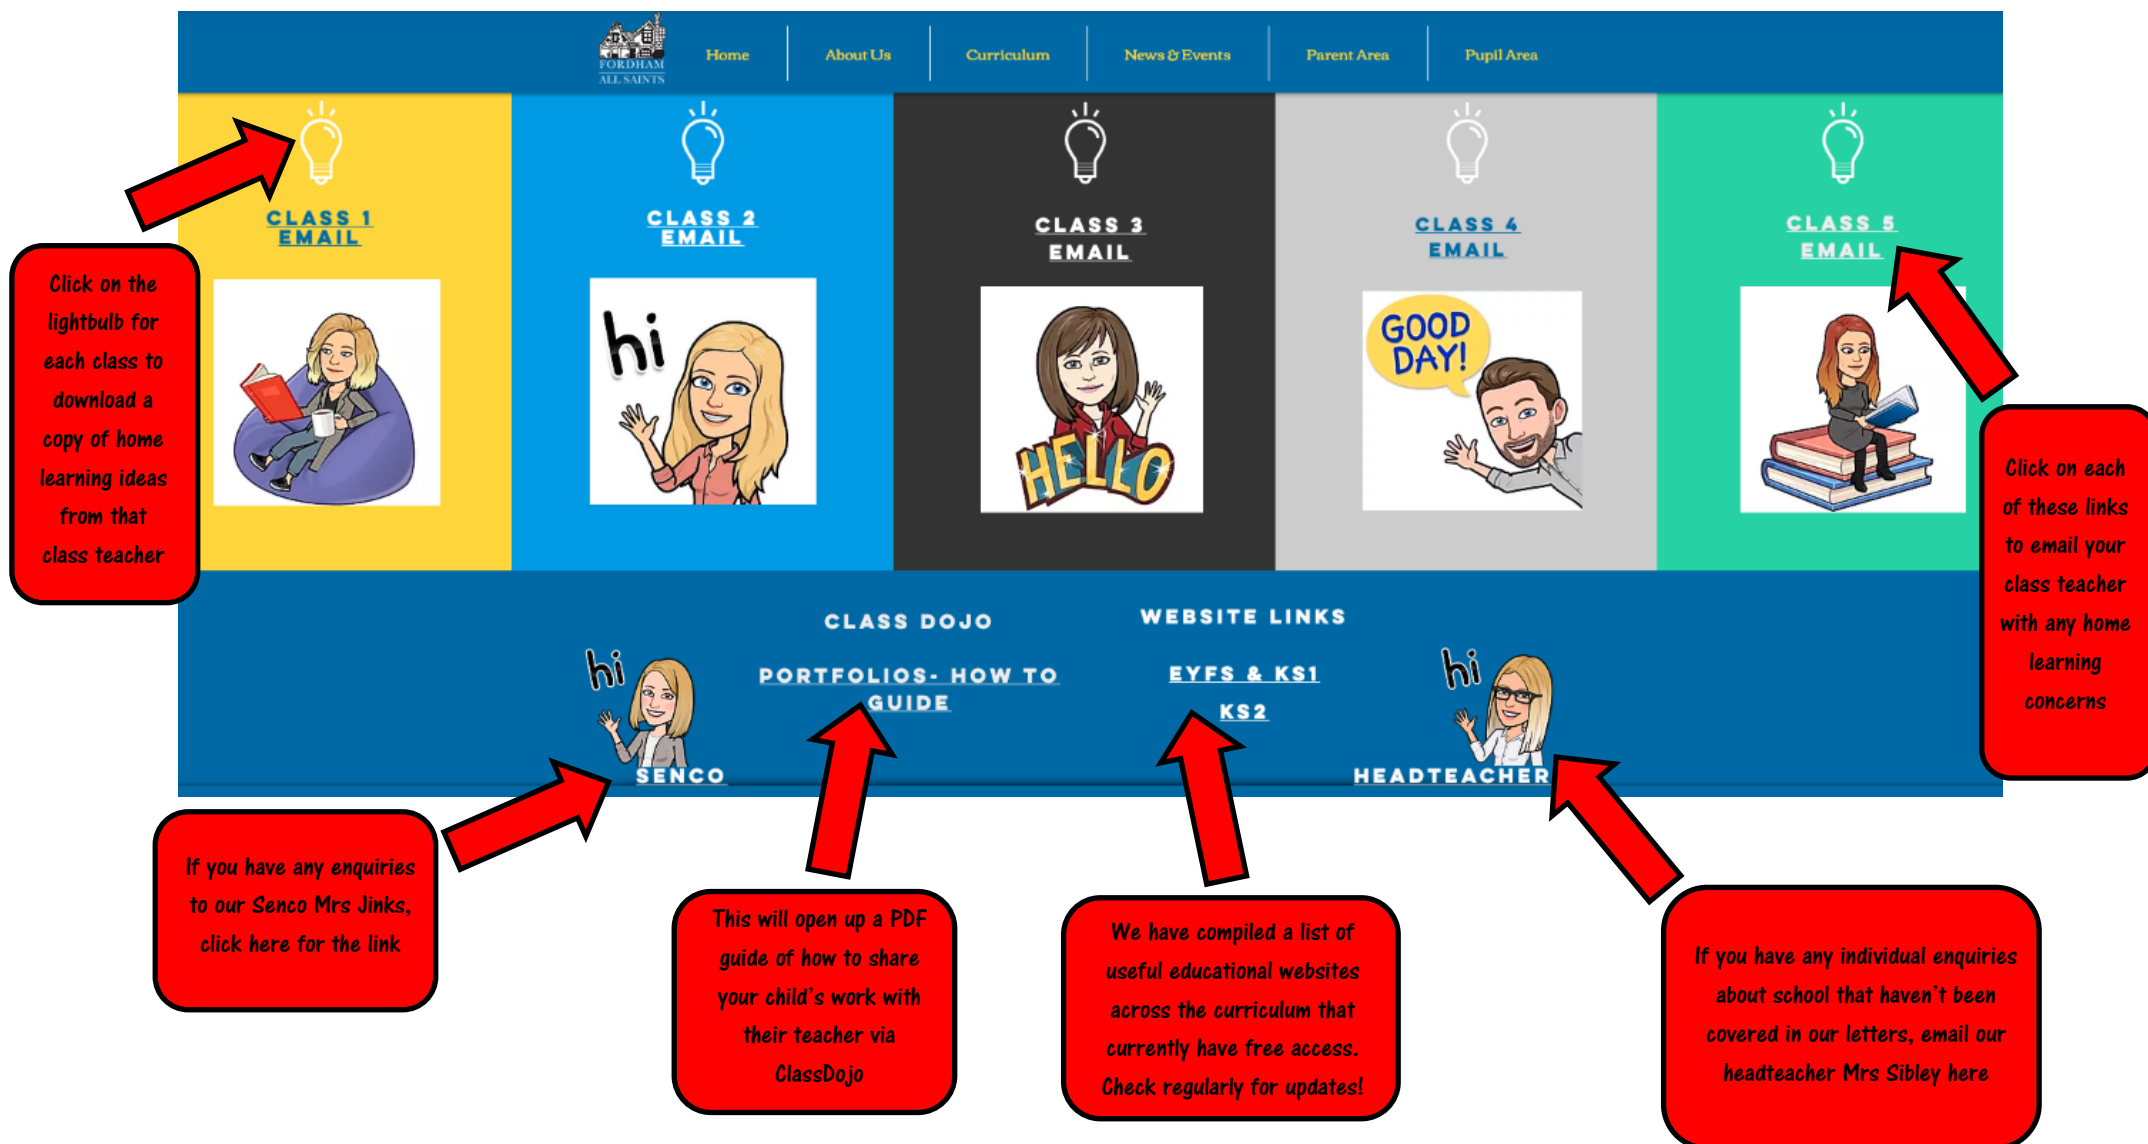 FORDHAM
ALL SAINTS
Home
About Us
Curriculum
News & Events
Parent Area
Pupil Area
CLASS 1
EMAIL
CLASS 2
EMAIL
CLASS 3
EMAIL
CLASS 4
EMAIL
CLASS 5
EMAIL
hi
HELLO
GOOD
DAY!
Click on the
lightbulb for
each class to
download a
copy of home
learning ideas
from that
class teacher
Click on each
of these links
to email your
class teacher
with any home
learning
concerns
CLASS DOJO
PORTFOLIOS- HOW TO
GUIDE
WEBSITE LINKS
EYFS & KS1
KS2
hi
SENCO
hi
HEADTEACHER
If you have any enquiries
to our Senco Mrs Jinks,
click here for the link
This will open up a PDF
guide of how to share
your child's work with
their teacher via
ClassDojo
We have compiled a list of
useful educational websites
across the curriculum that
currently have free access.
Check regularly for updates!
If you have any individual enquiries
about school that haven't been
covered in our letters, email our
headteacher Mrs Sibley here